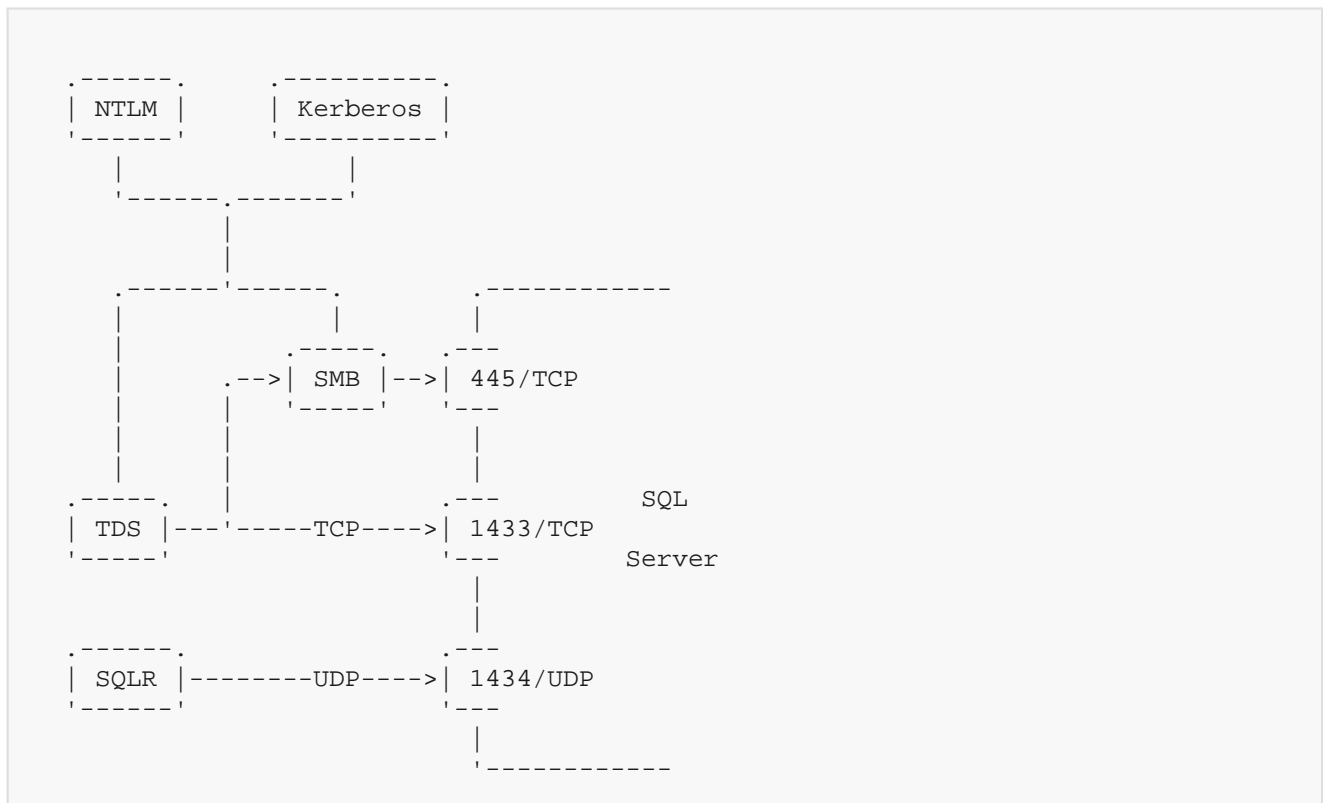 NTLM Kerberos
SMB 445/TCP
SQL
TDS TCP 1433/TCP
Server
SQLR UDP 1434/UDP